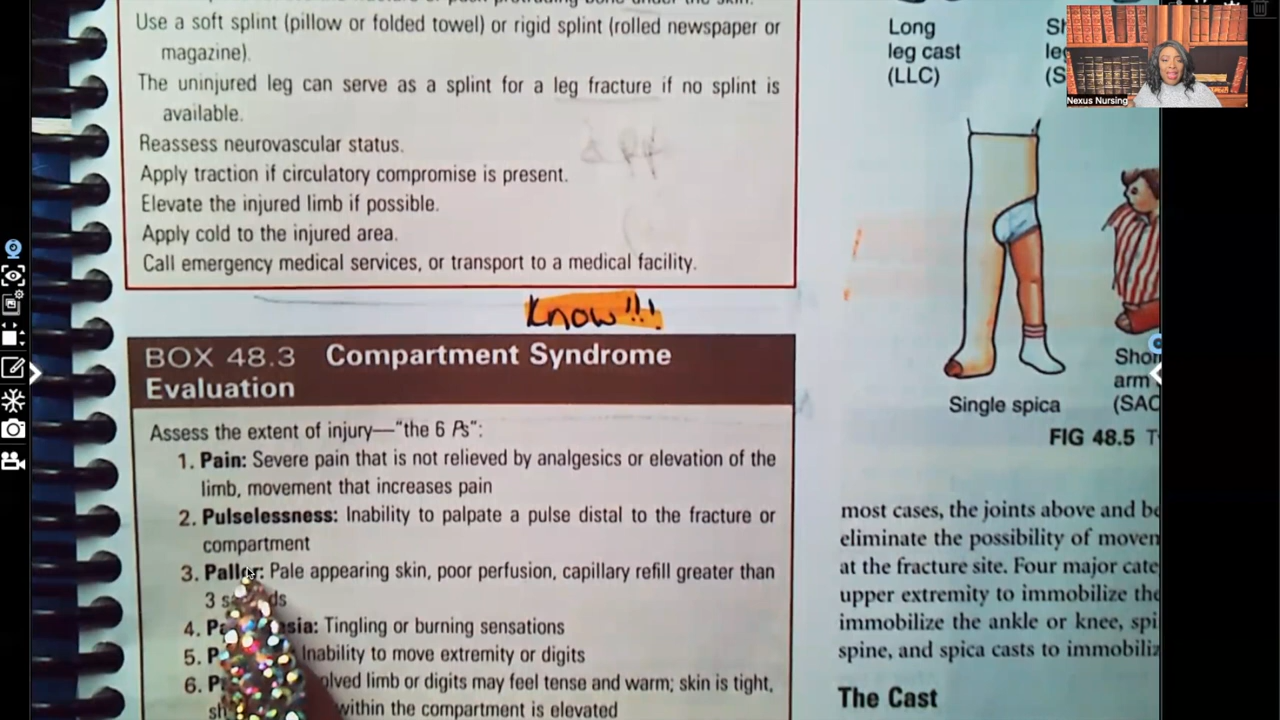 Use a soft splint (pillow or folded towel) or rigid splint (rolled newspaper or
magazine).
The uninjured leg can serve as a splint for a leg fracture if no splint is
available.
Reassess neurovascular status.
Apply traction if circulatory compromise is present.
Elevate the injured limb if possible.
Apply cold to the injured area.
Call emergency medical services, or transport to a medical facility.
Know!!!
BOX 48.3 Compartment Syndrome
Evaluation
Assess the extent of injury—"the 6 Ps":
1. Pain: Severe pain that is not relieved by analgesics or elevation of the
limb, movement that increases pain
2. Pulselessness: Inability to palpate a pulse distal to the fracture or
compartment
3. Pallor: Pale appearing skin, poor perfusion, capillary refill greater than
3
4. Tingling or burning sensations
5. Inability to move extremity or digits
6. limb or digits may feel tense and warm; skin is tight,
within the compartment is elevated
Long
leg cast
(LLC)
Nexus Nursing
Single spica
arm
(SAC
FIG 48.5
most cases, the joints above and
eliminate the possibility of
at the fracture site. Four major
upper extremity to immobilize
immobilize the ankle or knee,
spine, and spica casts to
The Cast